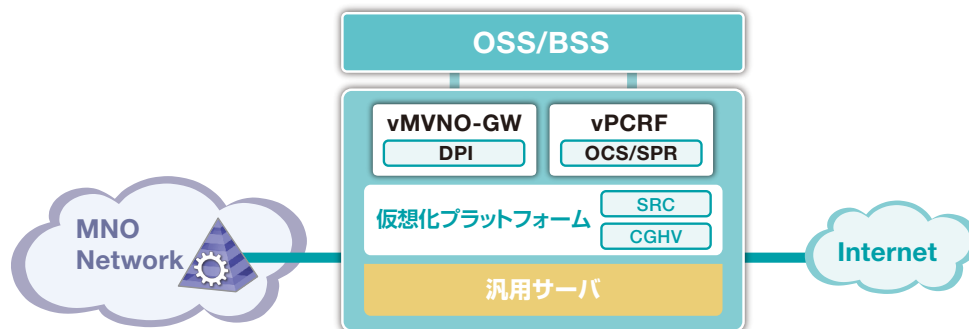 OSS/BSS
vMVNO-GW
DPI
vPCRF
OCS/SPR
仮想化プラットフォーム
SRC
CGHV
汎用サーバ
MNO
Network
Internet